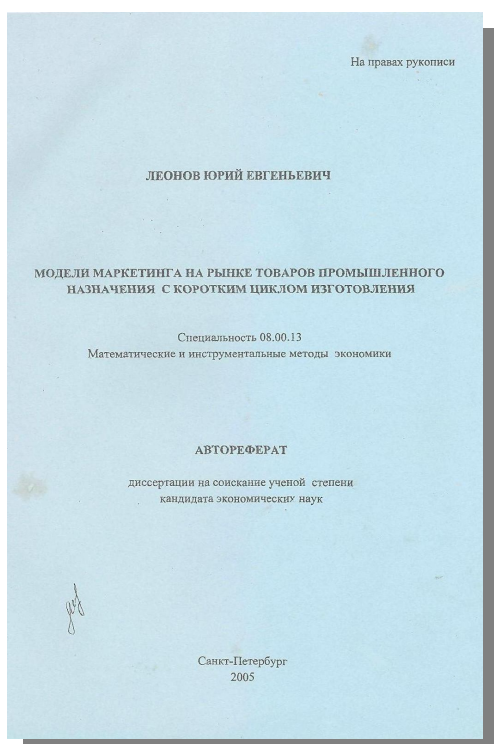 На правах рукописи
ЛЕОНОВ ЮРИЙ ЕВГЕНЬЕВИЧ
МОДЕЛИ МАРКЕТИНГА НА РЫНКЕ ТОВАРОВ ПРОМЫШЛЕННОГО
НАЗНАЧЕНИЯ С КОРОТКИМ ЦИКЛОМ ИЗГОТОВЛЕНИЯ
Специальность 08.00.13
Математические и инструментальные методы экономики
АВТОРЕФЕРАТ
диссертации на соискание ученой степени
кандидата экономических наук
Санкт-Петербург
2005